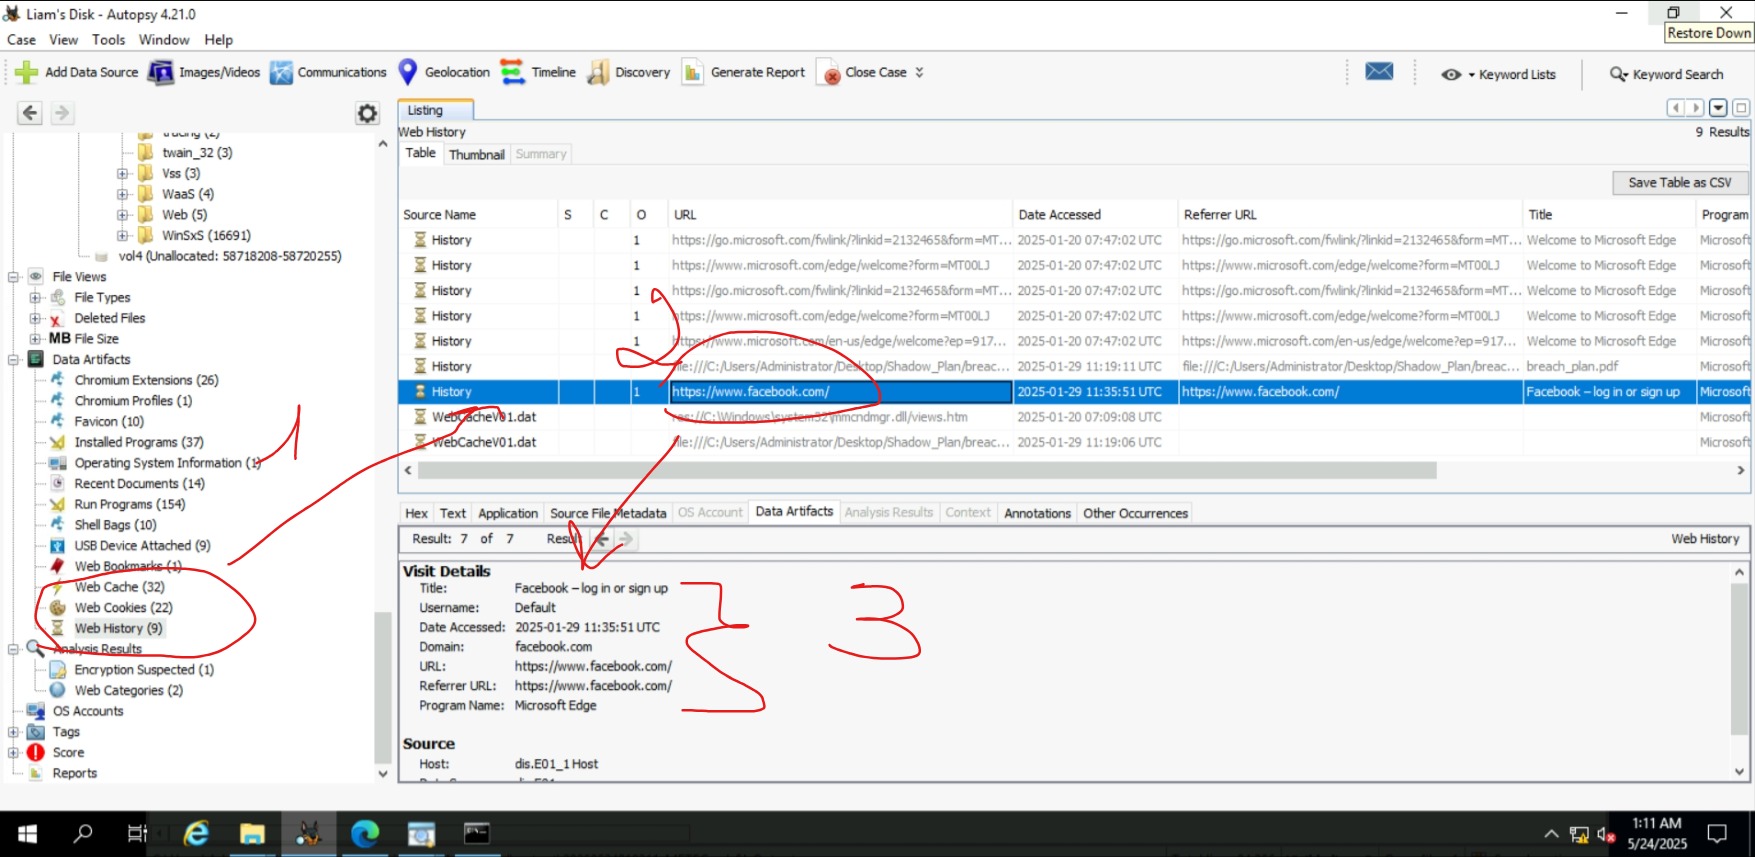 Liam's Disk - Autopsy 4.21.0
Restore Down
Case View Tools Window Help
Add Data Source Images/Videos Communications Geolocation Timeline Discovery Generate Report Close Case Keyword Lists Keyword Search
twain_32 (3)
Vss (3)
WaaS (4)
Web (5)
WinSxS (16691)
vol4 (Unallocated: 58718208-58720255)
File Views
File Types
Deleted Files
MB File Size
Data Artifacts
Chromium Extensions (26)
Chromium Profiles (1)
Favicon (10)
Installed Programs (37)
Operating System Information (1)
Recent Documents (14)
Run Programs (154)
Shell Bags (10)
USB Device Attached (9)
Web Bookmarks (1)
Web Cache (32)
Web Cookies (22)
Web History (9)
Analysis Results
Encryption Suspected (1)
Web Categories (2)
OS Accounts
Tags
Score
Reports
1
Listing
Web History 9 Results
Table Thumbnail Summary
Save Table as CSV
Source Name S C O URL Date Accessed Referrer URL Title Program
History 1 https://go.microsoft.com/fwlink/?linkid=2132465&form=MT... 2025-01-20 07:47:02 UTC https://go.microsoft.com/fwlink/?linkid=2132465&form=MT... Welcome to Microsoft Edge Microsoft
History 1 https://www.microsoft.com/edge/welcome?form=MT00LJ 2025-01-20 07:47:02 UTC https://www.microsoft.com/edge/welcome?form=MT00LJ Welcome to Microsoft Edge Microsoft
History 1 https://go.microsoft.com/fwlink/?linkid=2132465&form=MT... 2025-01-20 07:47:02 UTC https://go.microsoft.com/fwlink/?linkid=2132465&form=MT... Welcome to Microsoft Edge Microsoft
History 1 https://www.microsoft.com/edge/welcome?form=MT00LJ 2025-01-20 07:47:02 UTC https://www.microsoft.com/edge/welcome?form=MT00LJ Welcome to Microsoft Edge Microsoft
History 1 https://www.microsoft.com/en-us/edge/welcome?ep=917... 2025-01-20 07:47:02 UTC https://www.microsoft.com/en-us/edge/welcome?ep=917... Welcome to Microsoft Edge Microsoft
History file:///C:/Users/Administrator/Desktop/Shadow_Plan/breac... 2025-01-29 11:19:11 UTC file:///C:/Users/Administrator/Desktop/Shadow_Plan/breac... breach_plan.pdf Microsoft
History 1 https://www.facebook.com/ 2025-01-29 11:35:51 UTC https://www.facebook.com/ Facebook – log in or sign up Microsoft
WebCacheV01.dat res://C:\Windows\system32\mmcndmgr.dll/views.htm 2025-01-20 07:09:08 UTC Microsoft
WebCacheV01.dat file:///C:/Users/Administrator/Desktop/Shadow_Plan/breac... 2025-01-29 11:19:06 UTC Microsoft
2
Hex Text Application Source File Metadata OS Account Data Artifacts Analysis Results Context Annotations Other Occurrences
Result: 7 of 7 Result Web History
Visit Details
Title: Facebook – log in or sign up
Username: Default
Date Accessed: 2025-01-29 11:35:51 UTC
Domain: facebook.com
URL: https://www.facebook.com/
Referrer URL: https://www.facebook.com/
Program Name: Microsoft Edge
3
Source
Host: dis.E01_1 Host
1:11 AM
5/24/2025